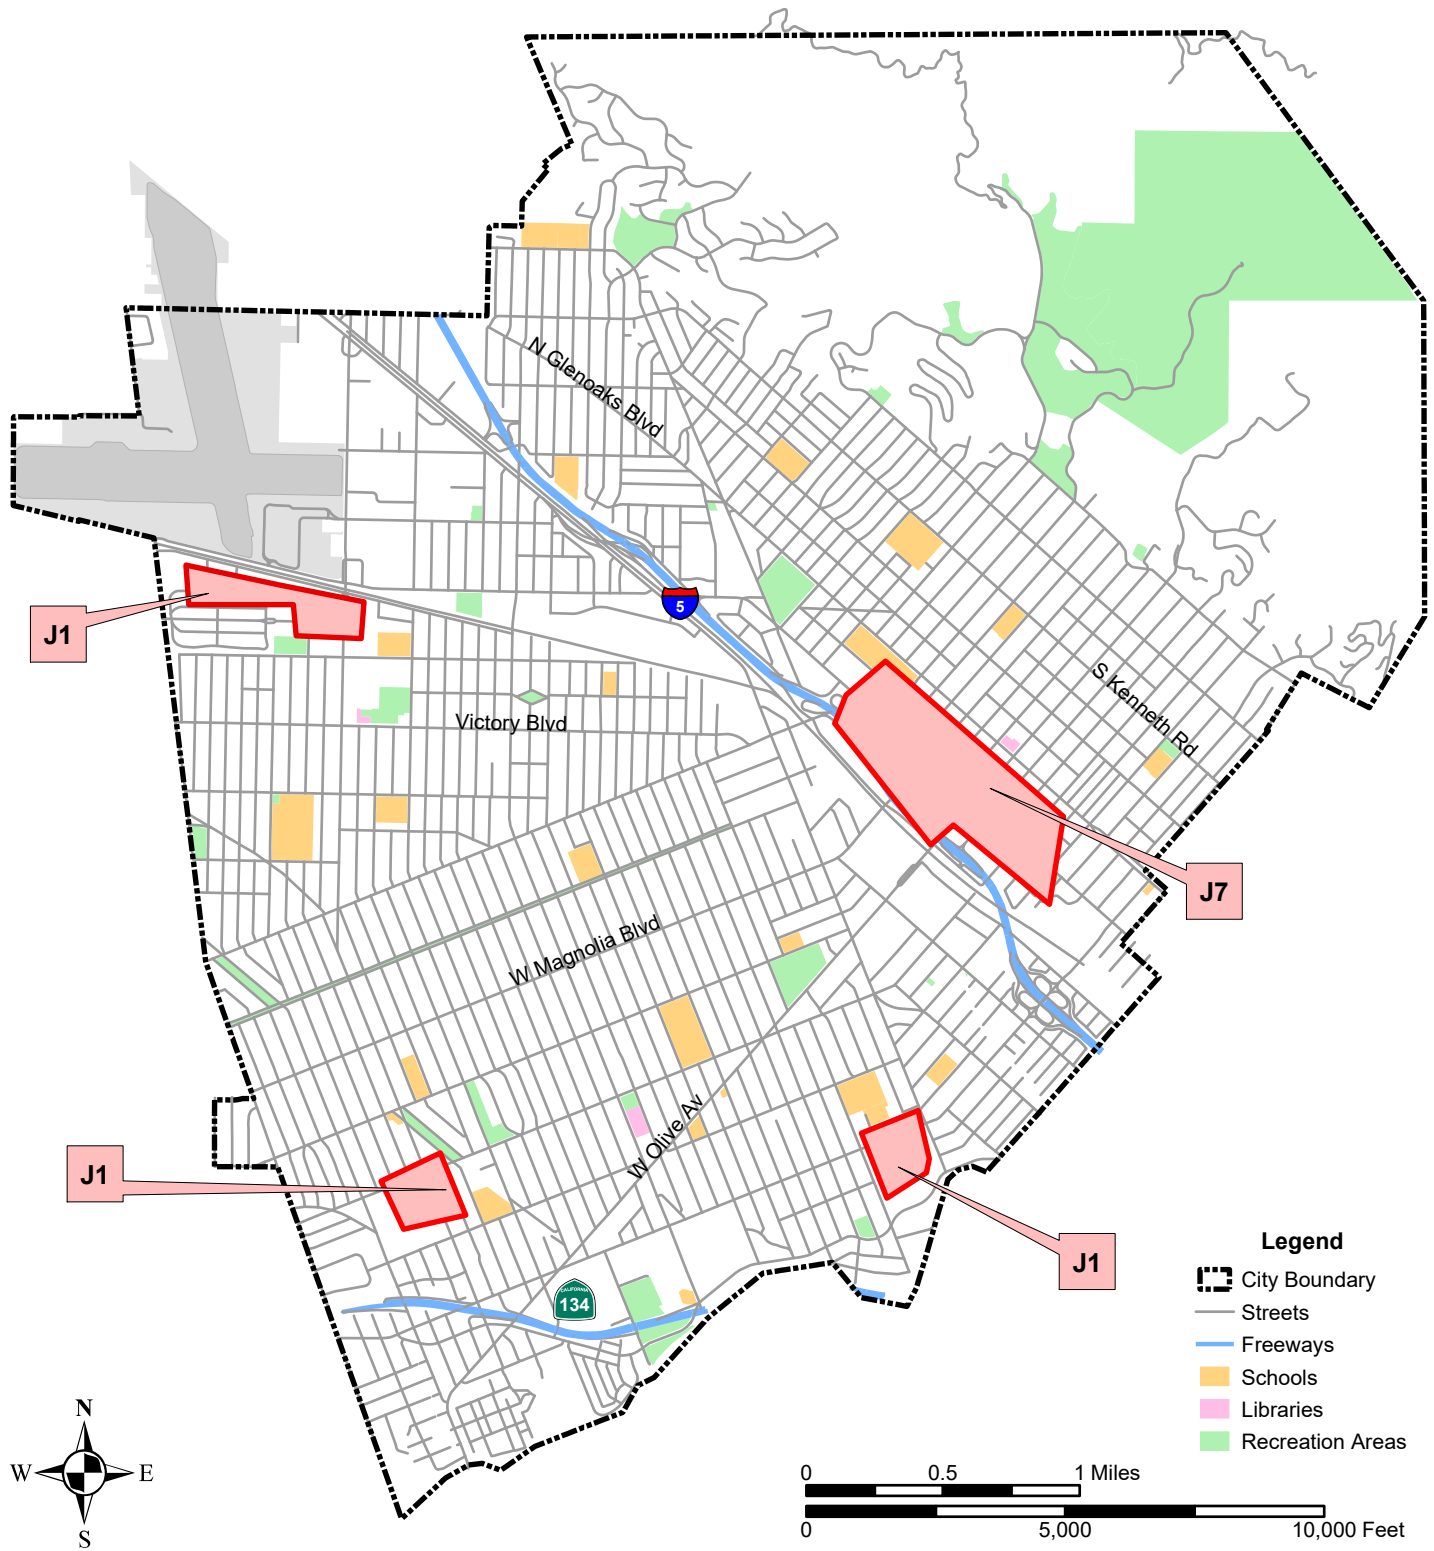 N Glenoaks Blvd
5
J1
S Kenneth Rd
Victory Blvd
J7
W Magnolia Blvd
W Olive Av
J1
J1
CALIFORNIA
134
Legend
City Boundary
Streets
Freeways
Schools
Libraries
Recreation Areas
N
W E
S
0 0.5 1 Miles
0 5,000 10,000 Feet